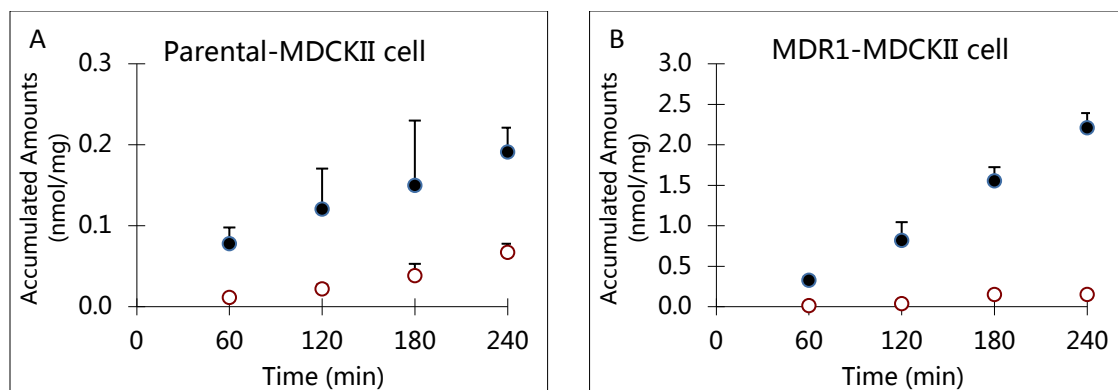 A
Parental-MDCKII cell
Accumulated Amounts
(nmol/mg)
0.3
0.2
0.1
0.0
0 60 120 180 240
Time (min)
B
MDR1-MDCKII cell
Accumulated Amounts
(nmol/mg)
3.0
2.5
2.0
1.5
1.0
0.5
0.0
0 60 120 180 240
Time (min)